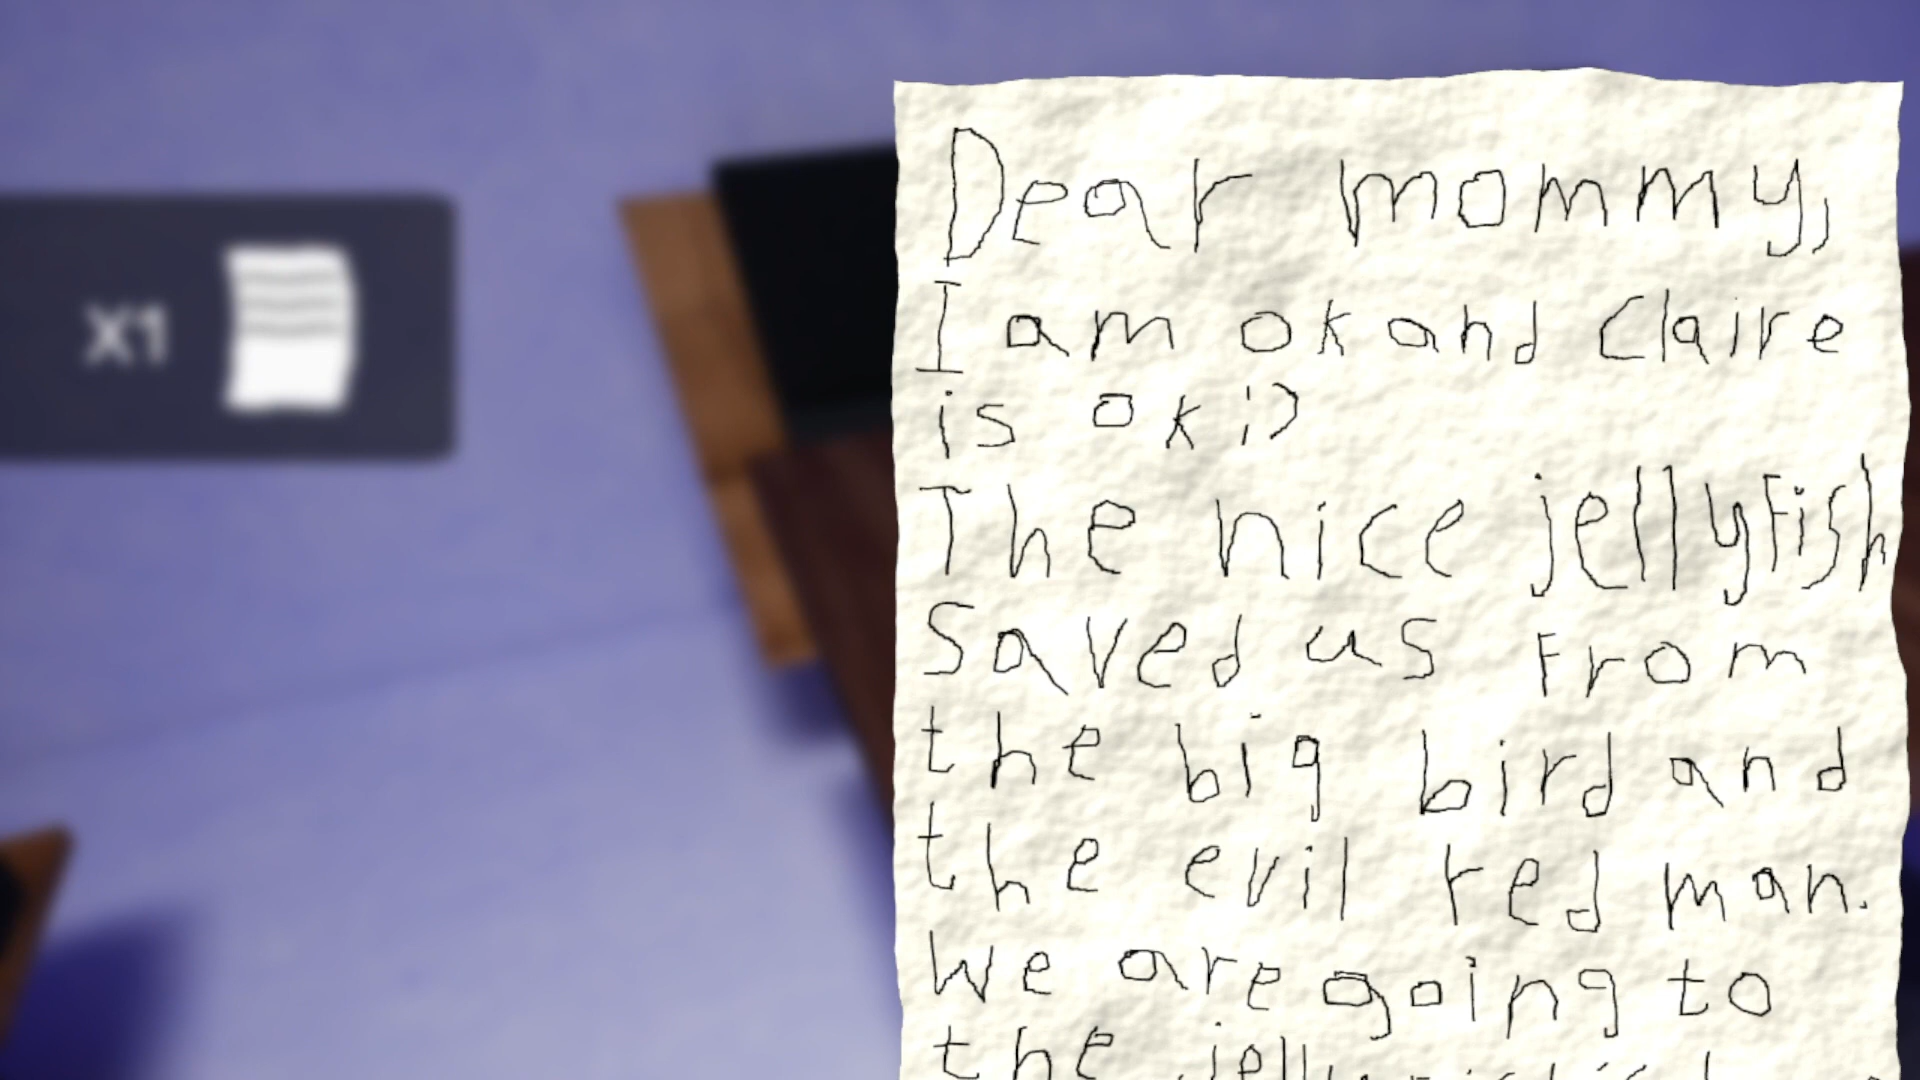 X1
Dear mommy,
I am ok and Claire
is ok :)
The nice jellyfish
Saved us from
the big bird and
the evil red man.
We are going to
the